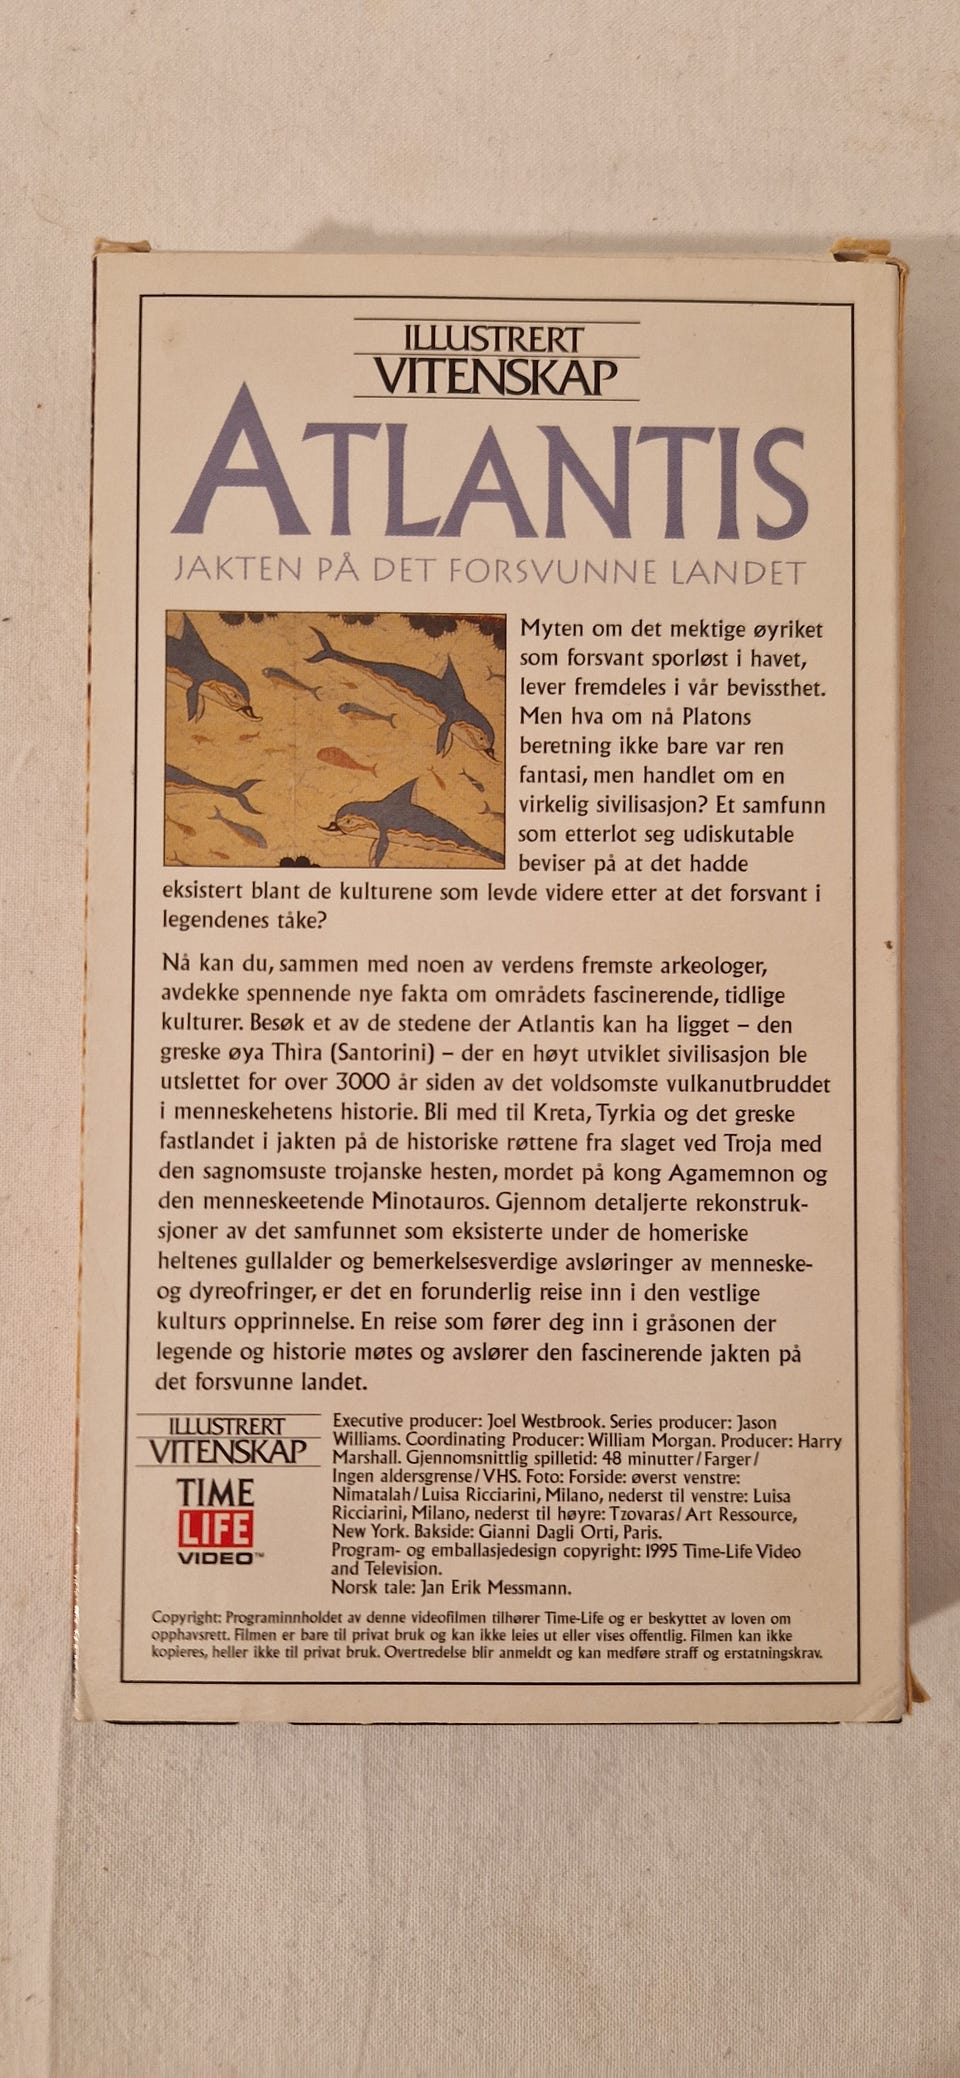 ILLUSTRERT
VITENSKAP
ATLANTIS
JAKTEN PÅ DET FORSVUNNE LANDET
Myten om det mektige øyriket
som forsvant sporløst i havet,
lever fremdeles i vår bevissthet.
Men hva om nå Platons
beretning ikke bare var ren
fantasi, men handlet om en
virkelig sivilisasjon? Et samfunn
som etterlot seg udiskutable
beviser på at det hadde
eksistert blant de kulturene som levde videre etter at det forsvant i
legendenes tåke?
Nå kan du, sammen med noen av verdens fremste arkeologer,
avdekke spennende nye fakta om områdets fascinerende, tidlige
kulturer. Besøk et av de stedene der Atlantis kan ha ligget – den
greske øya Thira (Santorini) – der en høyt utviklet sivilisasjon ble
utslettet for over 3000 år siden av det voldsomste vulkanutbruddet
i menneskehetens historie. Bli med til Kreta, Tyrkia og det greske
fastlandet i jakten på de historiske røttene fra slaget ved Troja med
den sagnomsuste trojanske hesten, mordet på kong Agamemnon og
den menneskeetende Minotauros. Gjennom detaljerte rekonstruk-
sjoner av det samfunnet som eksisterte under de homeriske
heltenes gullalder og bemerkelsesverdige avsløringer av menneske-
og dyreofringer, er det en forunderlig reise inn i den vestlige
kulturs opprinnelse. En reise som fører deg inn i gråsonen der
legende og historie møtes og avslører den fascinerende jakten på
det forsvunne landet.
ILLUSTRERT
VITENSKAP
TIME
LIFE
VIDEO™
Executive producer: Joel Westbrook. Series producer: Jason
Williams. Coordinating Producer: William Morgan. Producer: Harry
Marshall. Gjennomsnittlig spilletid: 48 minutter/Farger/
Ingen aldersgrense/VHS. Foto: Forside: øverst venstre:
Nimatalah/Luisa Ricciarini, Milano, nederst til venstre: Luisa
Ricciarini, Milano, nederst til høyre: Tzovaras/Art Ressource,
New York. Bakside: Gianni Dagli Orti, Paris.
Program- og emballasjedesign copyright: 1995 Time-Life Video
and Television.
Norsk tale: Jan Erik Messmann.
Copyright: Programinnholdet av denne videofilmen tilhører Time-Life og er beskyttet av loven om
opphavsrett. Filmen er bare til privat bruk og kan ikke leies ut eller vises offentlig. Filmen kan ikke
kopieres, heller ikke til privat bruk. Overtredelse blir anmeldt og kan medføre straff og erstatningskrav.